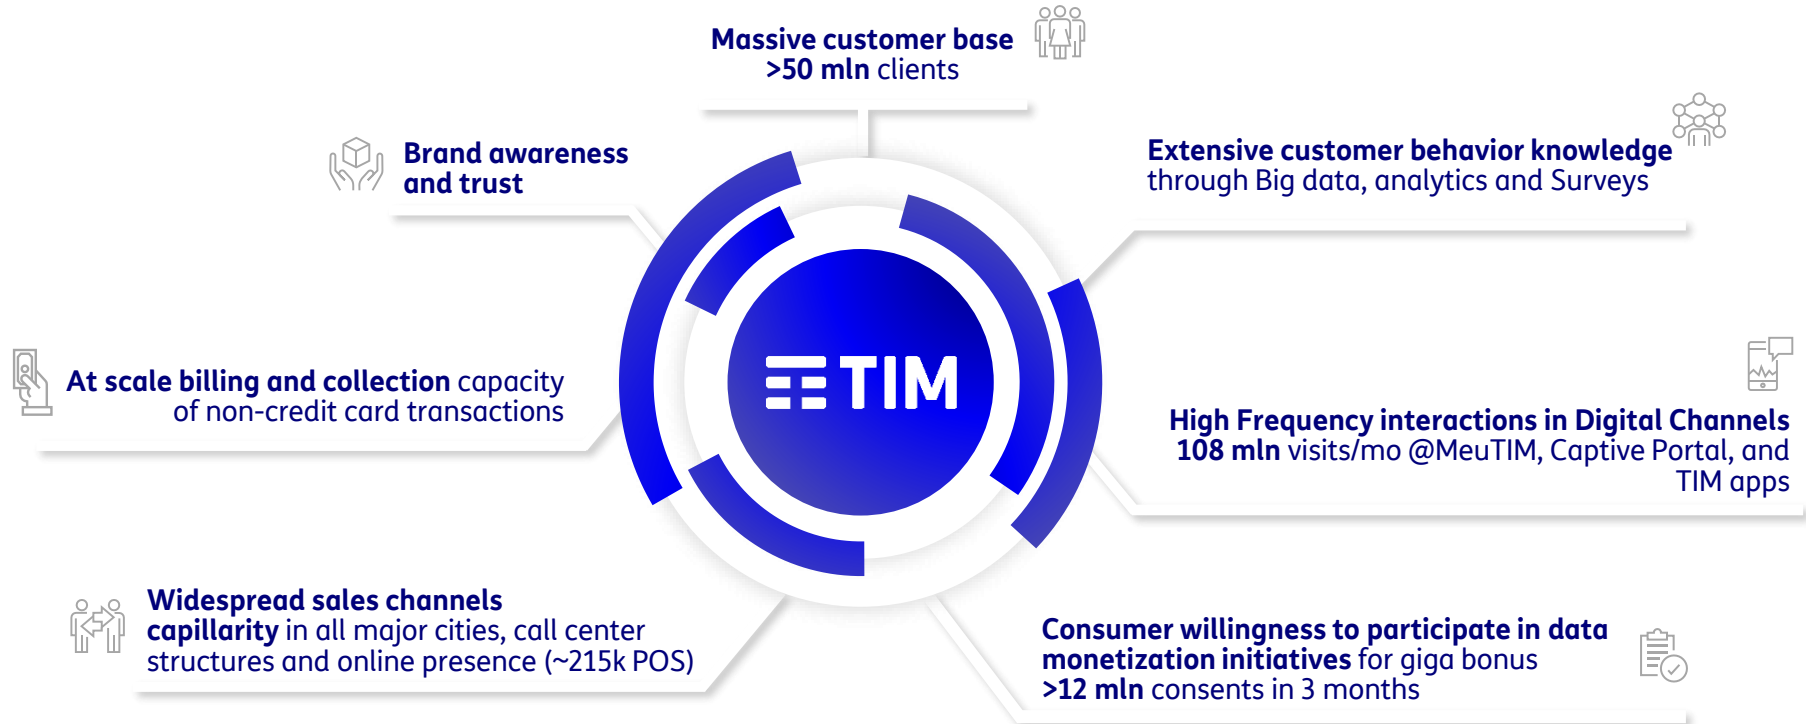 Massive customer base
>50 mln clients
Brand awareness
and trust
Extensive customer behavior knowledge
through Big data, analytics and Surveys
At scale billing and collection capacity
of non-credit card transactions
TIM
High Frequency interactions in Digital Channels
108 mln visits/mo @MeuTIM, Captive Portal, and
TIM apps
Widespread sales channels
capillarity in all major cities, call center
structures and online presence (~215k POS)
Consumer willingness to participate in data
monetization initiatives for giga bonus
>12 mln consents in 3 months